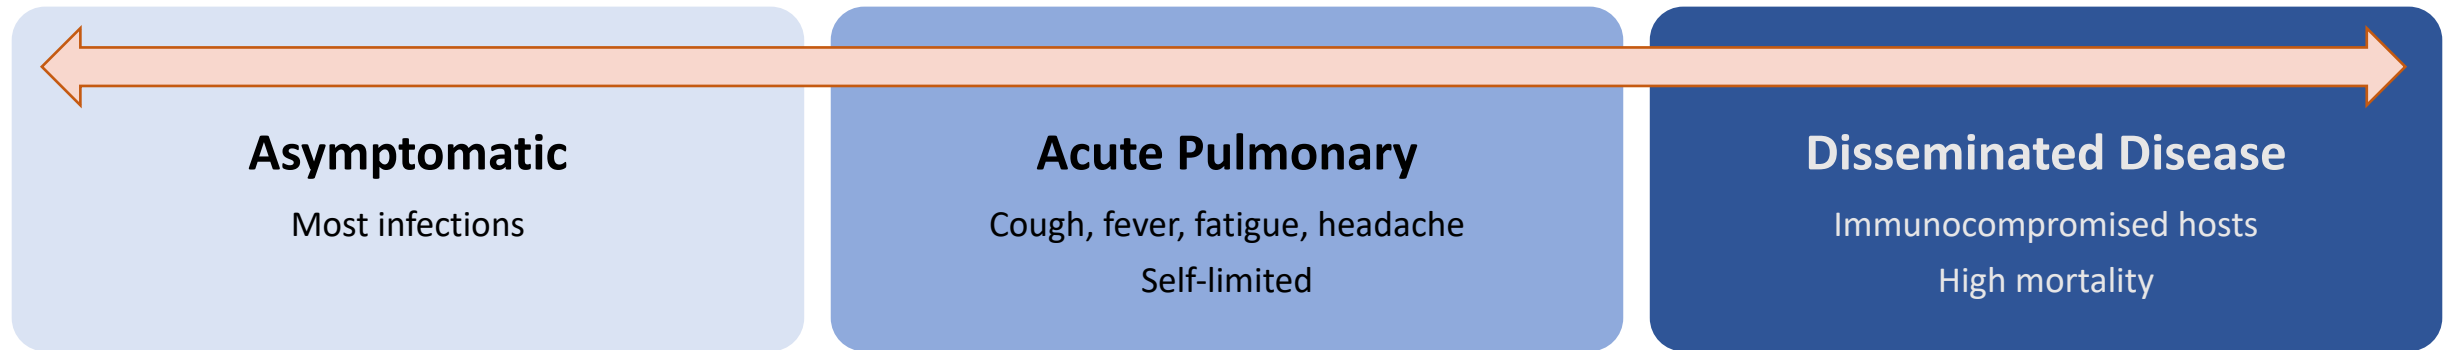 Asymptomatic
Most infections
Acute Pulmonary
Cough, fever, fatigue, headache
Self-limited
Disseminated Disease
Immunocompromised hosts
High mortality